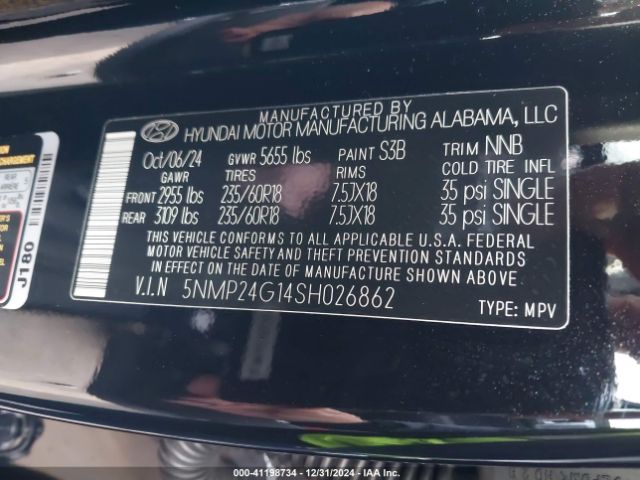 MANUFACTURED BY
HYUNDAI MOTOR MANUFACTURING ALABAMA, LLC
Oct/06/24 GVWR 5655 lbs PAINT S3B TRIM NNB
GAWR TIRES RIMS COLD TIRE INFL
FRONT 2955 lbs 235/60R18 7.5JX18 35 psi SINGLE
REAR 3109 lbs 235/60R18 7.5JX18 35 psi SINGLE
THIS VEHICLE CONFORMS TO ALL APPLICABLE U.S.A. FEDERAL
MOTOR VEHICLE SAFETY AND THEFT PREVENTION STANDARDS
IN EFFECT ON THE DATE OF MANUFACTURE SHOWN ABOVE.
V.I.N 5NMP24G14SH026862 TYPE: MPV
J180
000-41198734 - 12/31/2024 - IAA Inc.